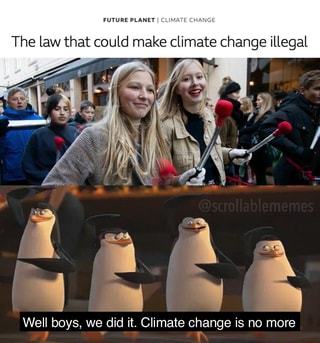 FUTURE PLANET | CLIMATE CHANGE
The law that could make climate change illegal
@scrollablememes
Well boys, we did it. Climate change is no more